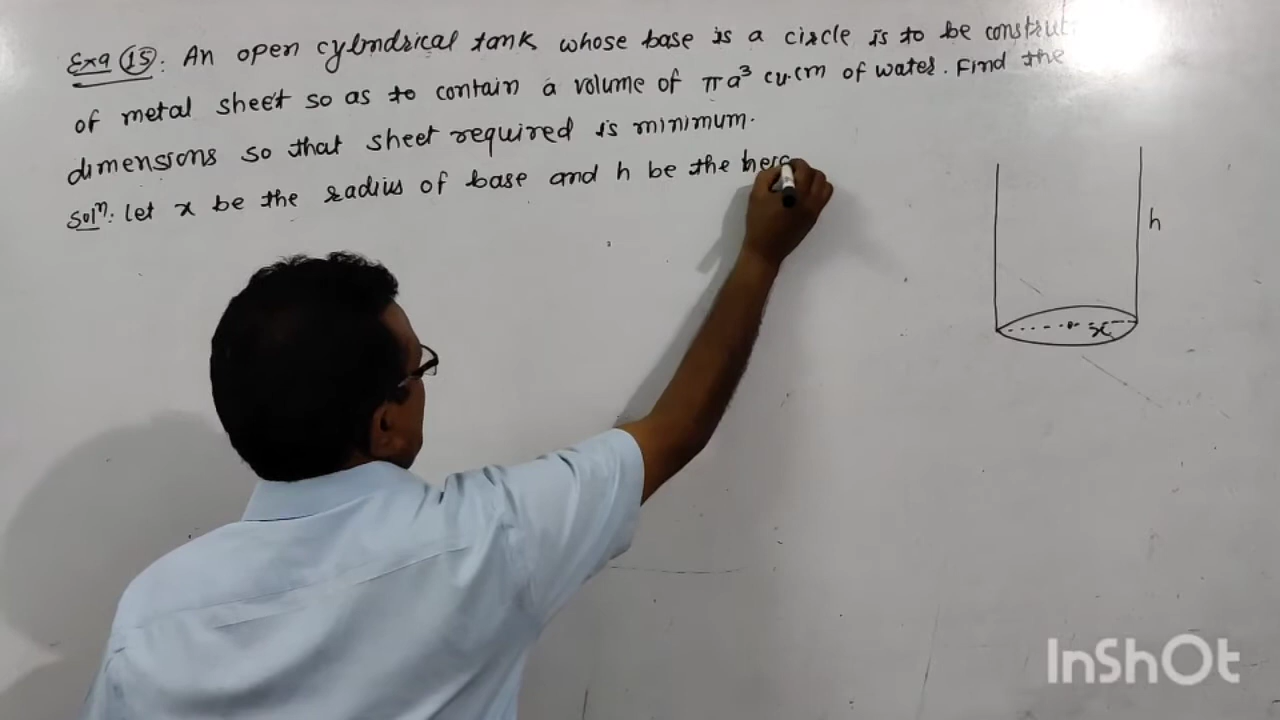 Exa 15: An open cylindrical tank whose base is a circle is to be construct
of metal sheet so as to contain a volume of πa³ cu.cm of water. Find the
dimensions so that sheet required is minimum.
Solⁿ: Let x be the radius of base and h be the heig
h
x
InShOt